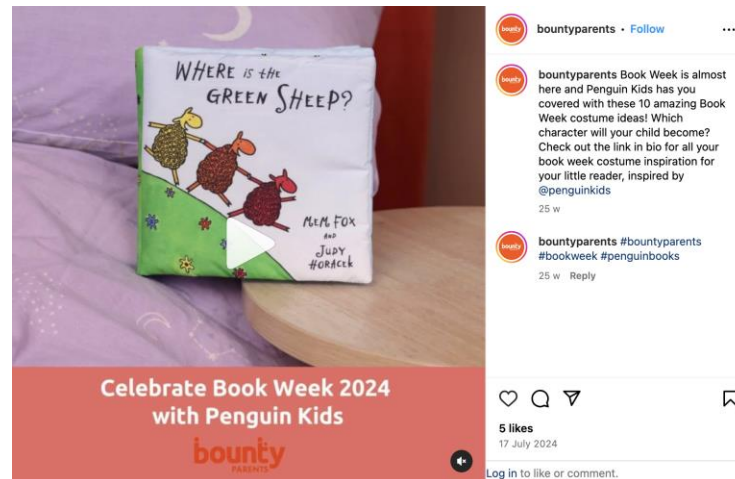 WHERE IS the
GREEN SHEEP?
MEM FOX
AND
JUDY
HORACEK
Celebrate Book Week 2024
with Penguin Kids
bounty
PARENTS
bounty
bountyparents • Follow
...
bounty
bountyparents Book Week is almost
here and Penguin Kids has you
covered with these 10 amazing Book
Week costume ideas! Which
character will your child become?
Check out the link in bio for all your
book week costume inspiration for
your little reader, inspired by
@penguinkids
25 w
bounty
bountyparents #bountyparents
#bookweek #penguinbooks
25 w Reply
5 likes
17 July 2024
Log in to like or comment.